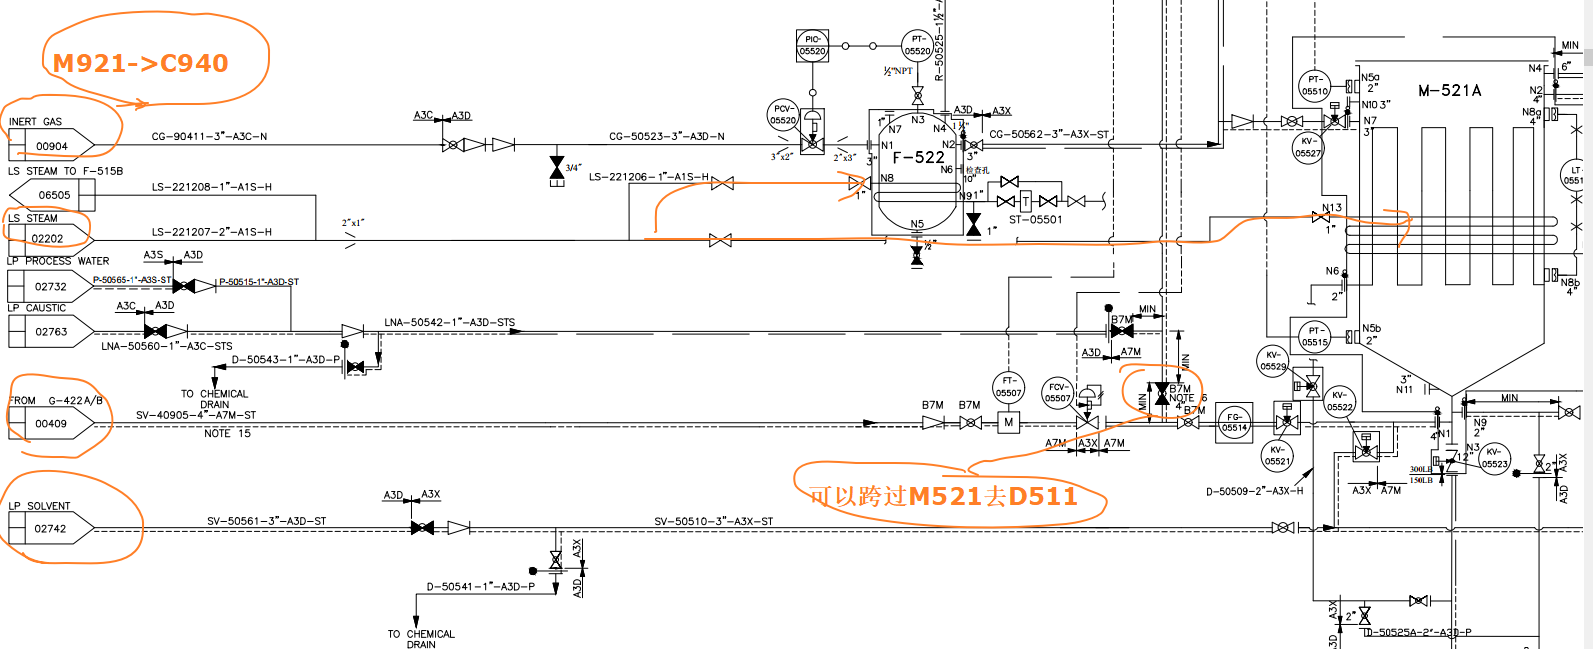 M921->C940
INERT GAS
00904
CG-90411-3"-A3C-N
A3C
A3D
CG-50523-3"-A3D-N
3/4"
PIC-
05520
PT-
05520
½"NPT
R-50525-1½"-A
PCV-
05520
3"x2"
2"x3"
1"
N7
N3
N4
1½"
N1
3"
F-522
N2
3"
A3D
A3X
CG-50562-3"-A3X-ST
N6
检查孔
10"
N8
1"
N9
1"
N5
½"
1"
T
ST-05501
LS STEAM TO F-515B
06505
LS-221208-1"-A1S-H
LS-221206-1"-A1S-H
LS STEAM
02202
LS-221207-2"-A1S-H
2"x1"
LP PROCESS WATER
02732
A3S
A3D
P-50565-1"-A3S-ST
P-50515-1"-A3D-ST
LP CAUSTIC
02763
A3C
A3D
LNA-50560-1"-A3C-STS
LNA-50542-1"-A3D-STS
D-50543-1"-A3D-P
TO CHEMICAL
DRAIN
B7M
MIN
A3D
A7M
MIN
FROM G-422A/B
00409
SV-40905-4"-A7M-ST
NOTE 15
B7M
B7M
FT-
05507
M
FCV-
05507
A7M
A3X
A7M
MIN
B7M
NOTE 6
4"
B7M
FG-
05514
KV-
05521
KV-
05529
KV-
05522
A3X
A7M
D-50509-2"-A3X-H
可以跨过M521去D511
LP SOLVENT
02742
SV-50561-3"-A3D-ST
A3D
A3X
SV-50510-3"-A3X-ST
A3X
A3D
D-50541-1"-A3D-P
TO CHEMICAL
DRAIN
M-521A
PT-
05510
N5a
2"
N10 3"
N7
3"
KV-
05527
MIN
N4
6"
N2
4"
N8a
4"
LT-
051
N13
1"
N6
2"
N8b
4"
PT-
05515
N5b
2"
3"
N11
MIN
N1
4"
N9
2"
N3
12"
KV-
05523
300LB
150LB
2"
A3X
A3D
A3X
A3D
2"
D-50525A-2"-A3D-P